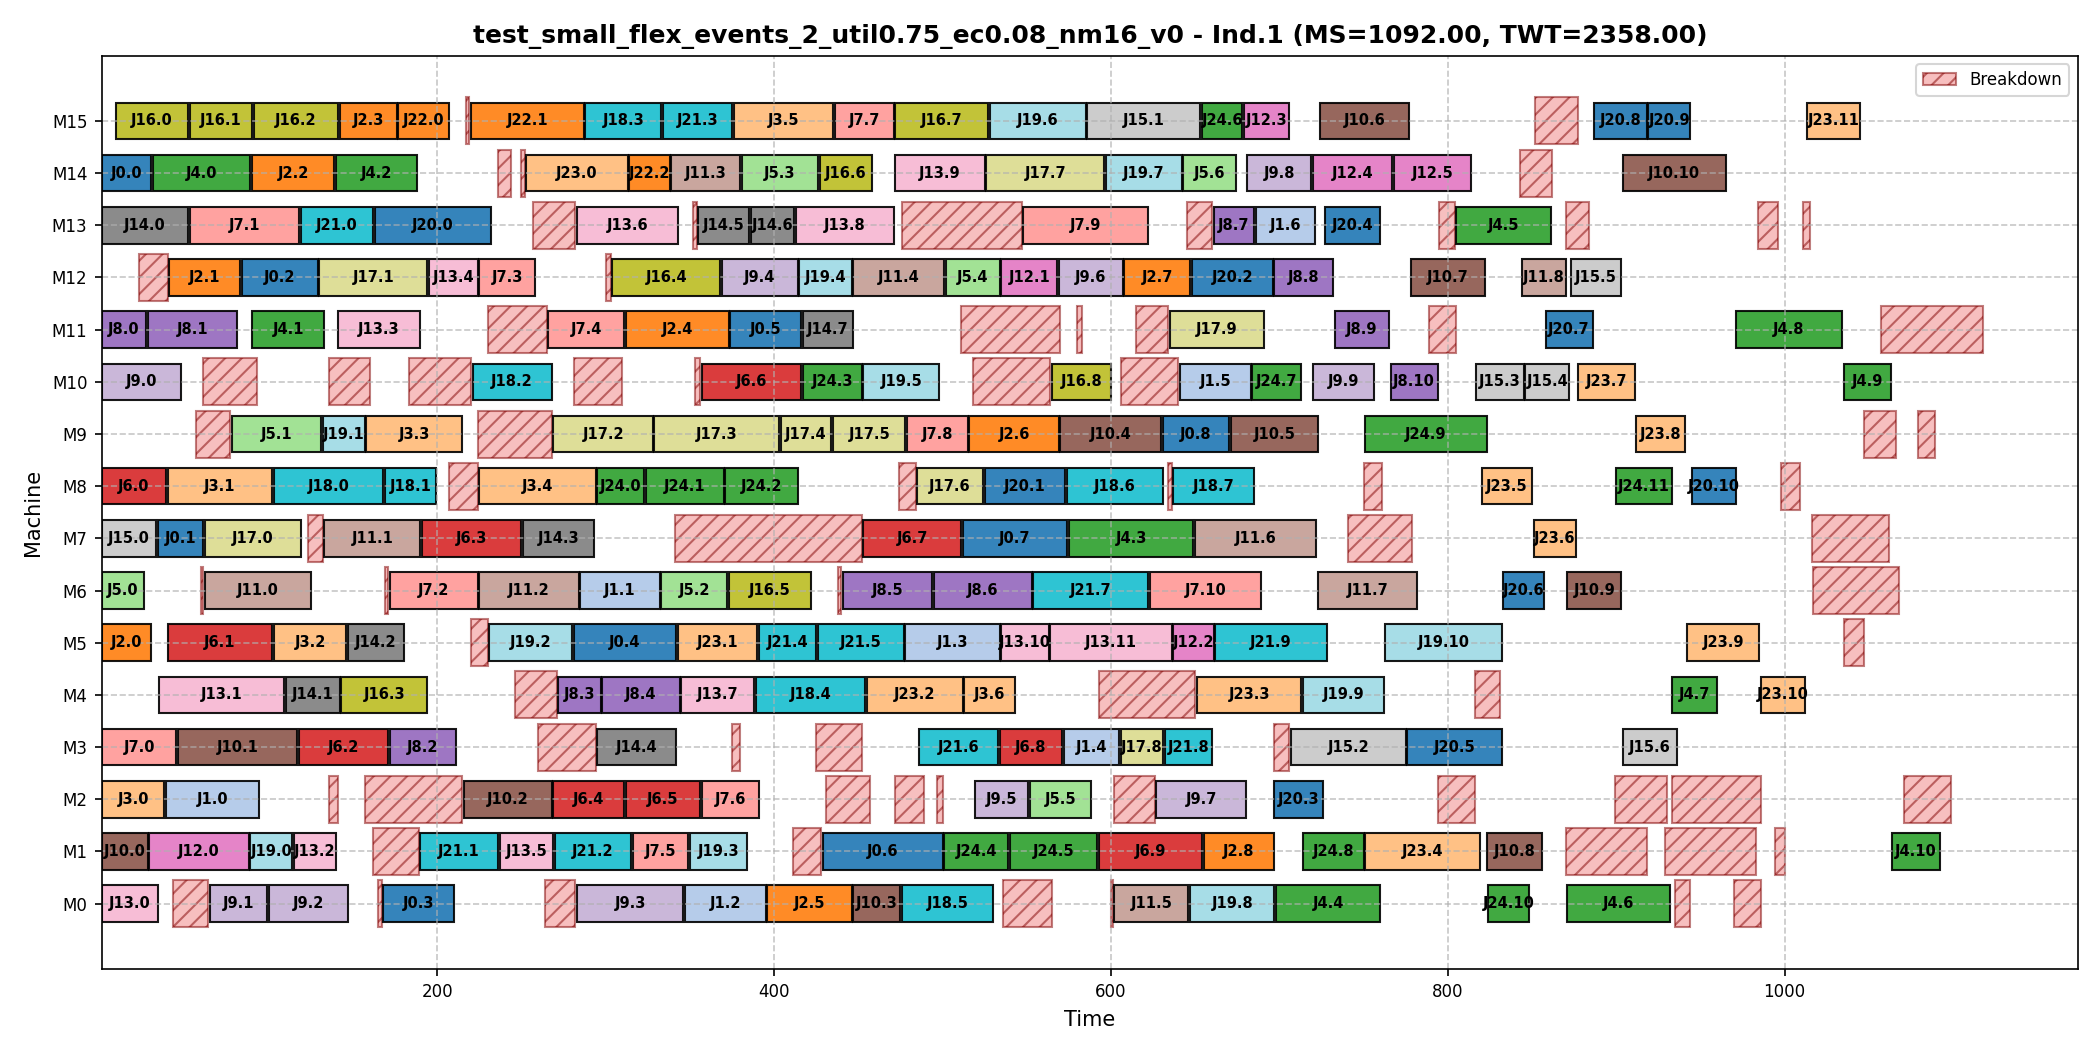 test_small_flex_events_2_util0.75_ec0.08_nm16_v0 - Ind.1 (MS=1092.00, TWT=2358.00)
Breakdown
M15 J16.0 J16.1 J16.2 J2.3 J22.0 J22.1 J18.3 J21.3 J3.5 J7.7 J16.7 J19.6 J15.1 J24.6 J12.3 J10.6 J20.8 J20.9 J23.11
M14 J0.0 J4.0 J2.2 J4.2 J23.0 J22.2 J11.3 J5.3 J16.6 J13.9 J17.7 J19.7 J5.6 J9.8 J12.4 J12.5 J10.10
M13 J14.0 J7.1 J21.0 J20.0 J13.6 J14.5 J14.6 J13.8 J7.9 J8.7 J1.6 J20.4 J4.5
M12 J2.1 J0.2 J17.1 J13.4 J7.3 J16.4 J9.4 J19.4 J11.4 J5.4 J12.1 J9.6 J2.7 J20.2 J8.8 J10.7 J11.8 J15.5
M11 J8.0 J8.1 J4.1 J13.3 J7.4 J2.4 J0.5 J14.7 J17.9 J8.9 J20.7 J4.8
M10 J9.0 J18.2 J6.6 J24.3 J19.5 J16.8 J1.5 J24.7 J9.9 J8.10 J15.3 J15.4 J23.7 J4.9
M9 J5.1 J19.1 J3.3 J17.2 J17.3 J17.4 J17.5 J7.8 J2.6 J10.4 J0.8 J10.5 J24.9 J23.8
M8 J6.0 J3.1 J18.0 J18.1 J3.4 J24.0 J24.1 J24.2 J17.6 J20.1 J18.6 J18.7 J23.5 J24.11 J20.10
M7 J15.0 J0.1 J17.0 J11.1 J6.3 J14.3 J6.7 J0.7 J4.3 J11.6 J23.6
M6 J5.0 J11.0 J7.2 J11.2 J1.1 J5.2 J16.5 J8.5 J8.6 J21.7 J7.10 J11.7 J20.6 J10.9
M5 J2.0 J6.1 J3.2 J14.2 J19.2 J0.4 J23.1 J21.4 J21.5 J1.3 J13.10 J13.11 J12.2 J21.9 J19.10 J23.9
M4 J13.1 J14.1 J16.3 J8.3 J8.4 J13.7 J18.4 J23.2 J3.6 J23.3 J19.9 J4.7 J23.10
M3 J7.0 J10.1 J6.2 J8.2 J14.4 J21.6 J6.8 J1.4 J17.8 J21.8 J15.2 J20.5 J15.6
M2 J3.0 J1.0 J10.2 J6.4 J6.5 J7.6 J9.5 J5.5 J9.7 J20.3
M1 J10.0 J12.0 J19.0 J13.2 J21.1 J13.5 J21.2 J7.5 J19.3 J0.6 J24.4 J24.5 J6.9 J2.8 J24.8 J23.4 J10.8 J4.10
M0 J13.0 J9.1 J9.2 J0.3 J9.3 J1.2 J2.5 J10.3 J18.5 J11.5 J19.8 J4.4 J24.10 J4.6
200 400 600 800 1000
Time
Machine